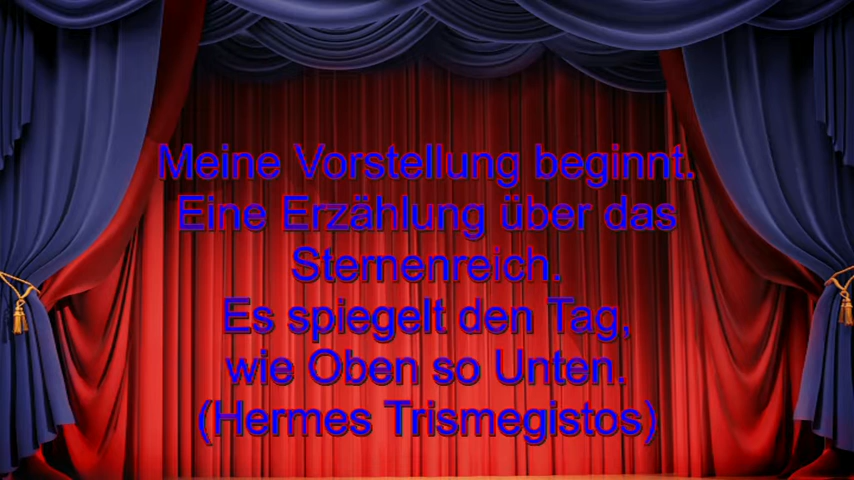 Meine Vorstellung beginnt.
Eine Erzählung über das
Sternenreich.
Es spiegelt den Tag,
wie Oben so Unten.
(Hermes Trismegistos)